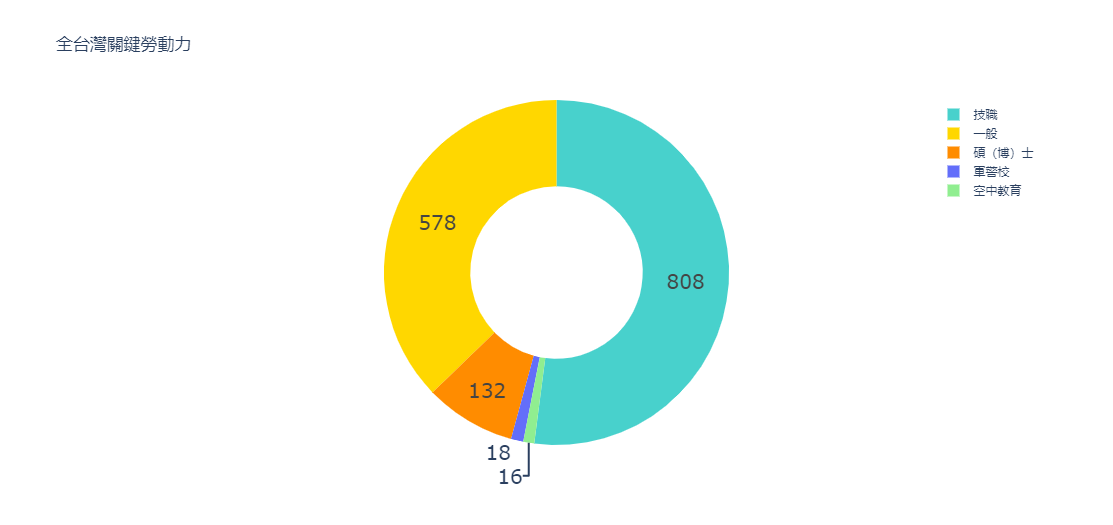 全台灣關鍵勞動力
技職
一般
碩（博）士
軍警校
空中教育
578
808
132
18
16